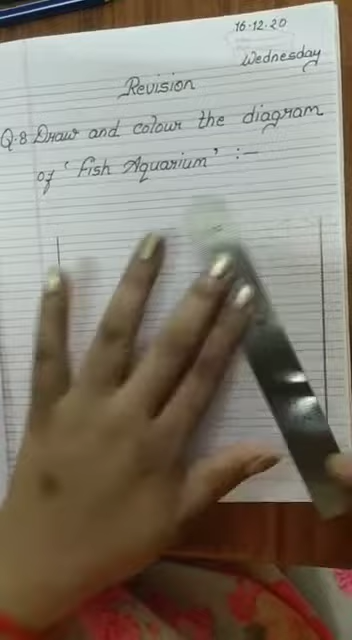 16.12.20
Wednesday
Revision
Q.8 Draw and colour the diagram
of 'Fish Aquarium' :-